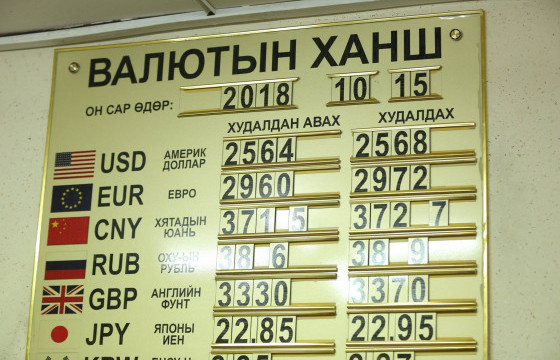 ВАЛЮТЫН ХАНШ
ОН САР ӨДӨР: 2018 10 15
ХУДАЛДАН АВАХ ХУДАЛДАХ
USD АМЕРИК ДОЛЛАР 2564 2568
EUR ЕВРО 2960 2972
CNY ХЯТАДЫН ЮАНЬ 371 5 372 7
RUB ОХУ-ЫН РУБЛЬ 38 6 38 9
GBP АНГЛИЙН ФУНТ 3330 3370
JPY ЯПОНЫ ИЕН 22.85 22.95